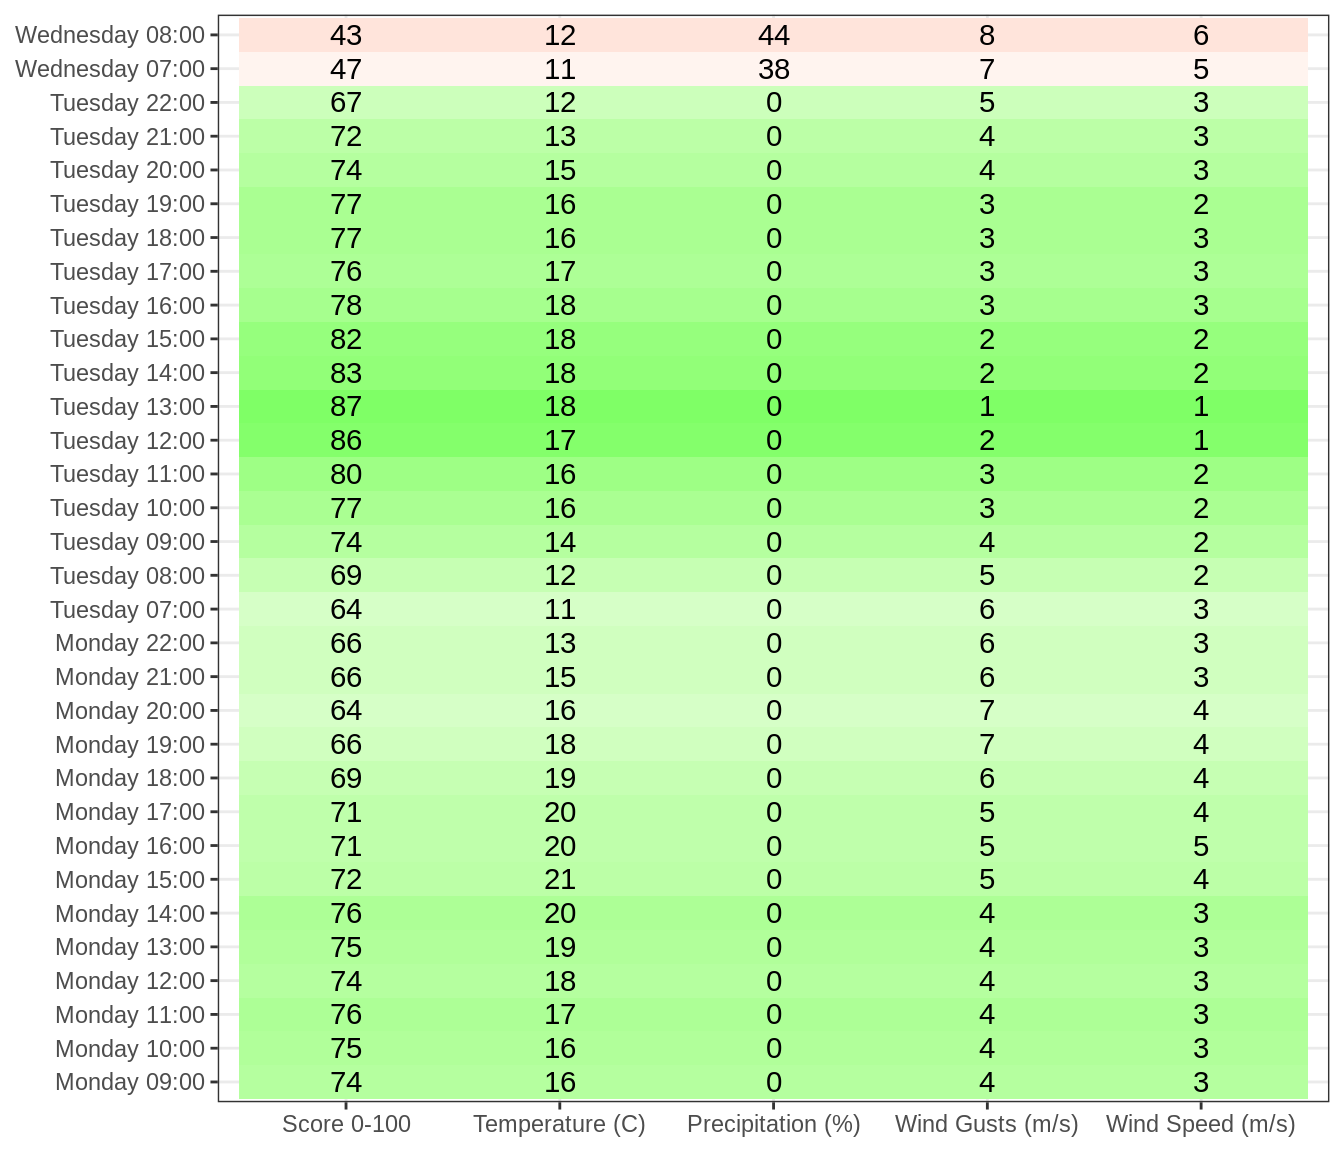 Wednesday 08:00 43 12 44 8 6
Wednesday 07:00 47 11 38 7 5
Tuesday 22:00 67 12 0 5 3
Tuesday 21:00 72 13 0 4 3
Tuesday 20:00 74 15 0 4 3
Tuesday 19:00 77 16 0 3 2
Tuesday 18:00 77 16 0 3 3
Tuesday 17:00 76 17 0 3 3
Tuesday 16:00 78 18 0 3 3
Tuesday 15:00 82 18 0 2 2
Tuesday 14:00 83 18 0 2 2
Tuesday 13:00 87 18 0 1 1
Tuesday 12:00 86 17 0 2 1
Tuesday 11:00 80 16 0 3 2
Tuesday 10:00 77 16 0 3 2
Tuesday 09:00 74 14 0 4 2
Tuesday 08:00 69 12 0 5 2
Tuesday 07:00 64 11 0 6 3
Monday 22:00 66 13 0 6 3
Monday 21:00 66 15 0 6 3
Monday 20:00 64 16 0 7 4
Monday 19:00 66 18 0 7 4
Monday 18:00 69 19 0 6 4
Monday 17:00 71 20 0 5 4
Monday 16:00 71 20 0 5 5
Monday 15:00 72 21 0 5 4
Monday 14:00 76 20 0 4 3
Monday 13:00 75 19 0 4 3
Monday 12:00 74 18 0 4 3
Monday 11:00 76 17 0 4 3
Monday 10:00 75 16 0 4 3
Monday 09:00 74 16 0 4 3
Score 0-100 Temperature (C) Precipitation (%) Wind Gusts (m/s) Wind Speed (m/s)